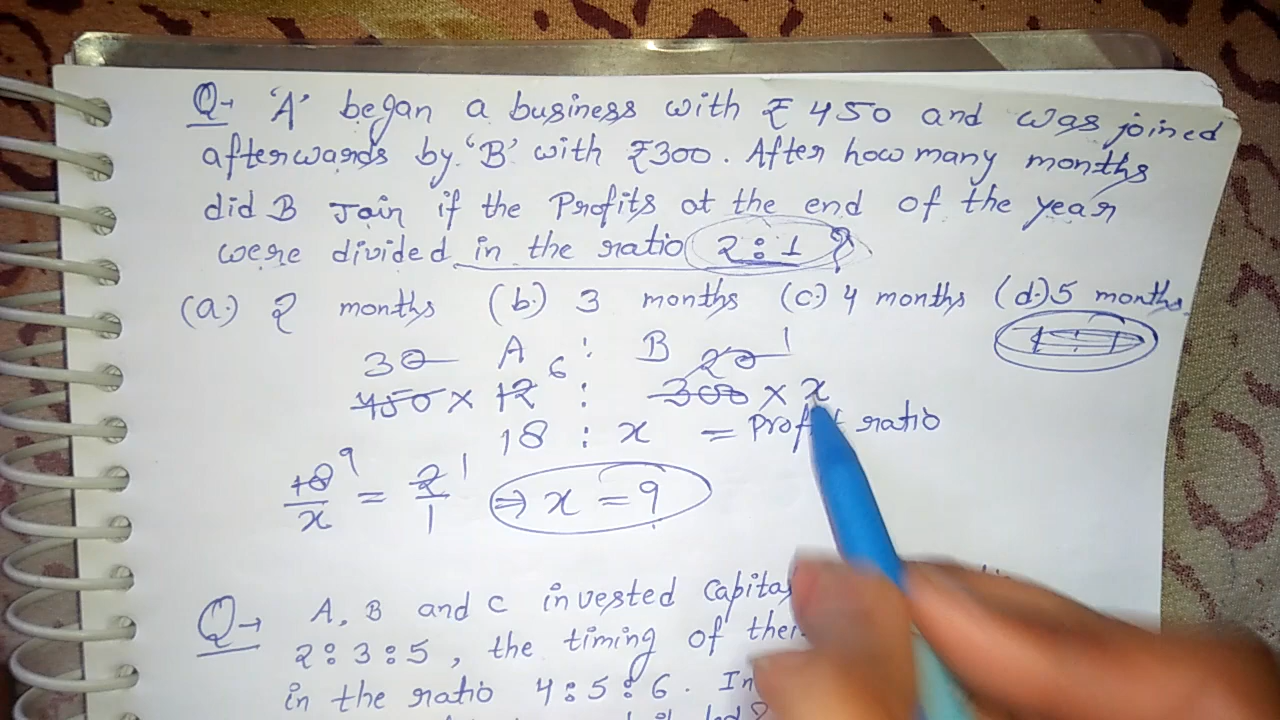 Q→ 'A' began a business with ₹ 450 and was joined
afterwards by 'B' with ₹300. After how many months
did B Join if the Profits at the end of the year
were divided in the ratio 2:1 ?
(a.) 2 months (b.) 3 months (c.) 4 months (d.) 5 months.
30 A : B 20 1
450 × 12 6 : 300 × x
18 : x = Profit ratio
18 9 / x = 2 1 / 1 ⇒ x = 9
Q→ A, B and C invested
2:3:5, the timing of
in the ratio 4:5:6.